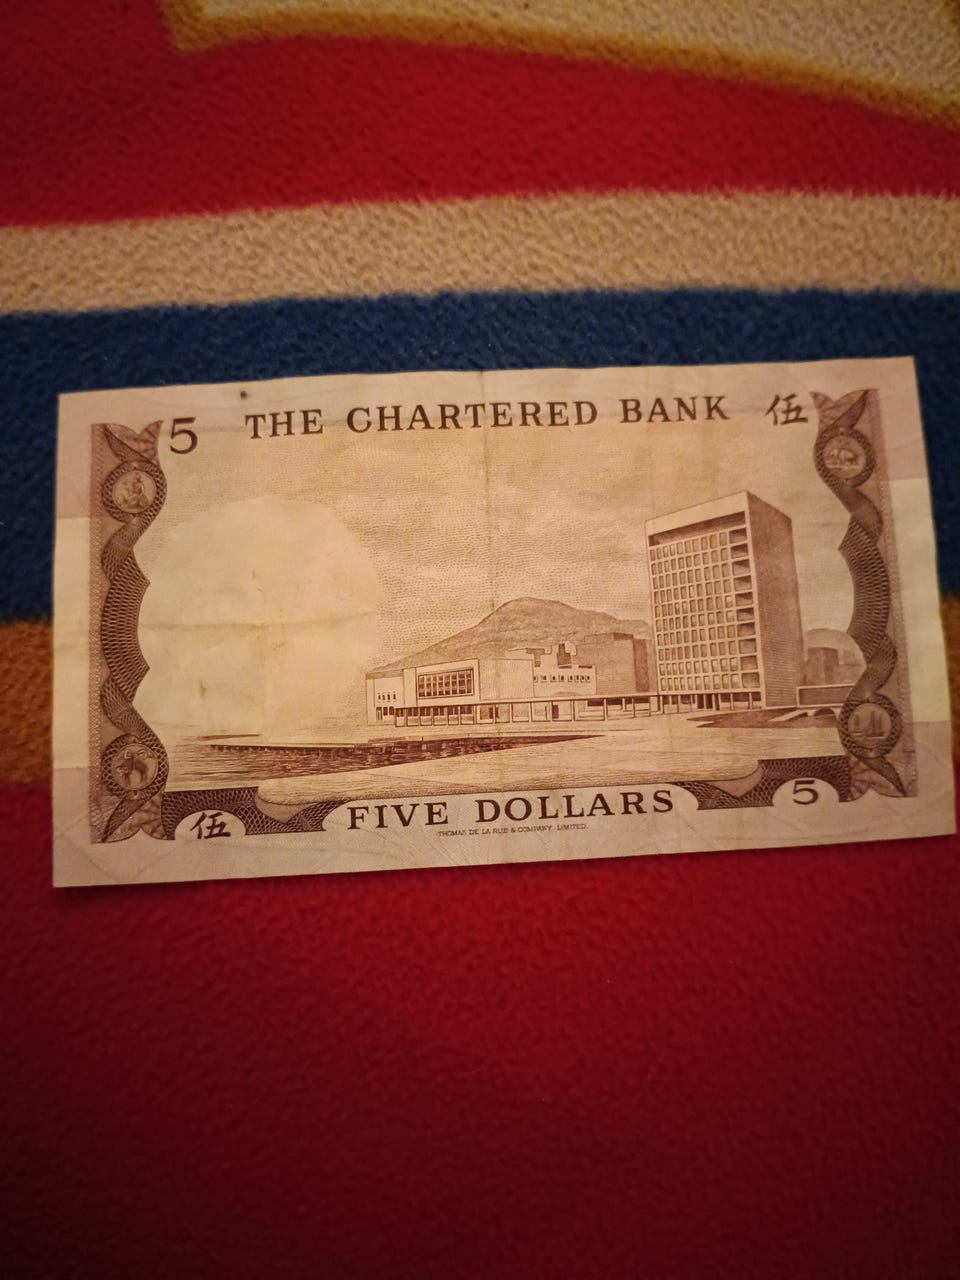 5 THE CHARTERED BANK 伍
伍 FIVE DOLLARS 5
THOMAS DE LA RUE & COMPANY, LIMITED.